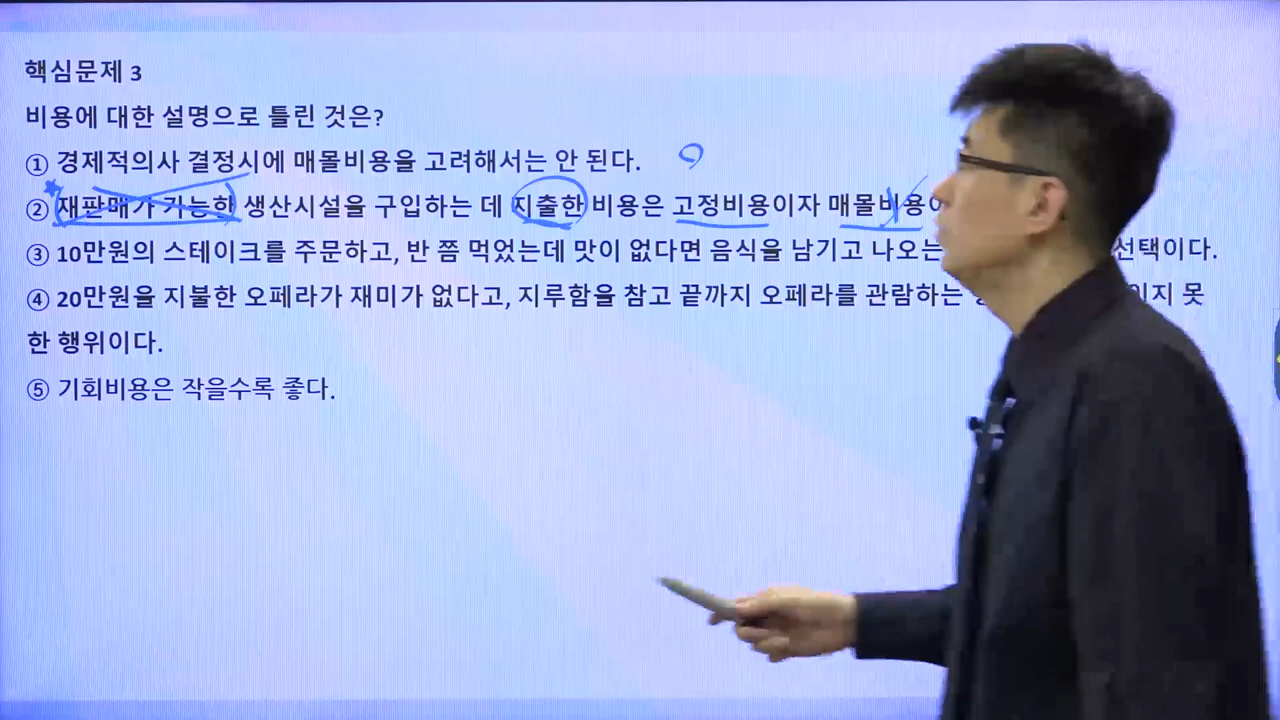 핵심문제 3
비용에 대한 설명으로 틀린 것은?
① 경제적의사 결정시에 매몰비용을 고려해서는 안 된다.
② 재판매가 가능한 생산시설을 구입하는 데 지출한 비용은 고정비용이자 매몰비용이
③ 10만원의 스테이크를 주문하고, 반 쯤 먹었는데 맛이 없다면 음식을 남기고 나오는 선택이다.
④ 20만원을 지불한 오페라가 재미가 없다고, 지루함을 참고 끝까지 오페라를 관람하는 이지 못
한 행위이다.
⑤ 기회비용은 작을수록 좋다.